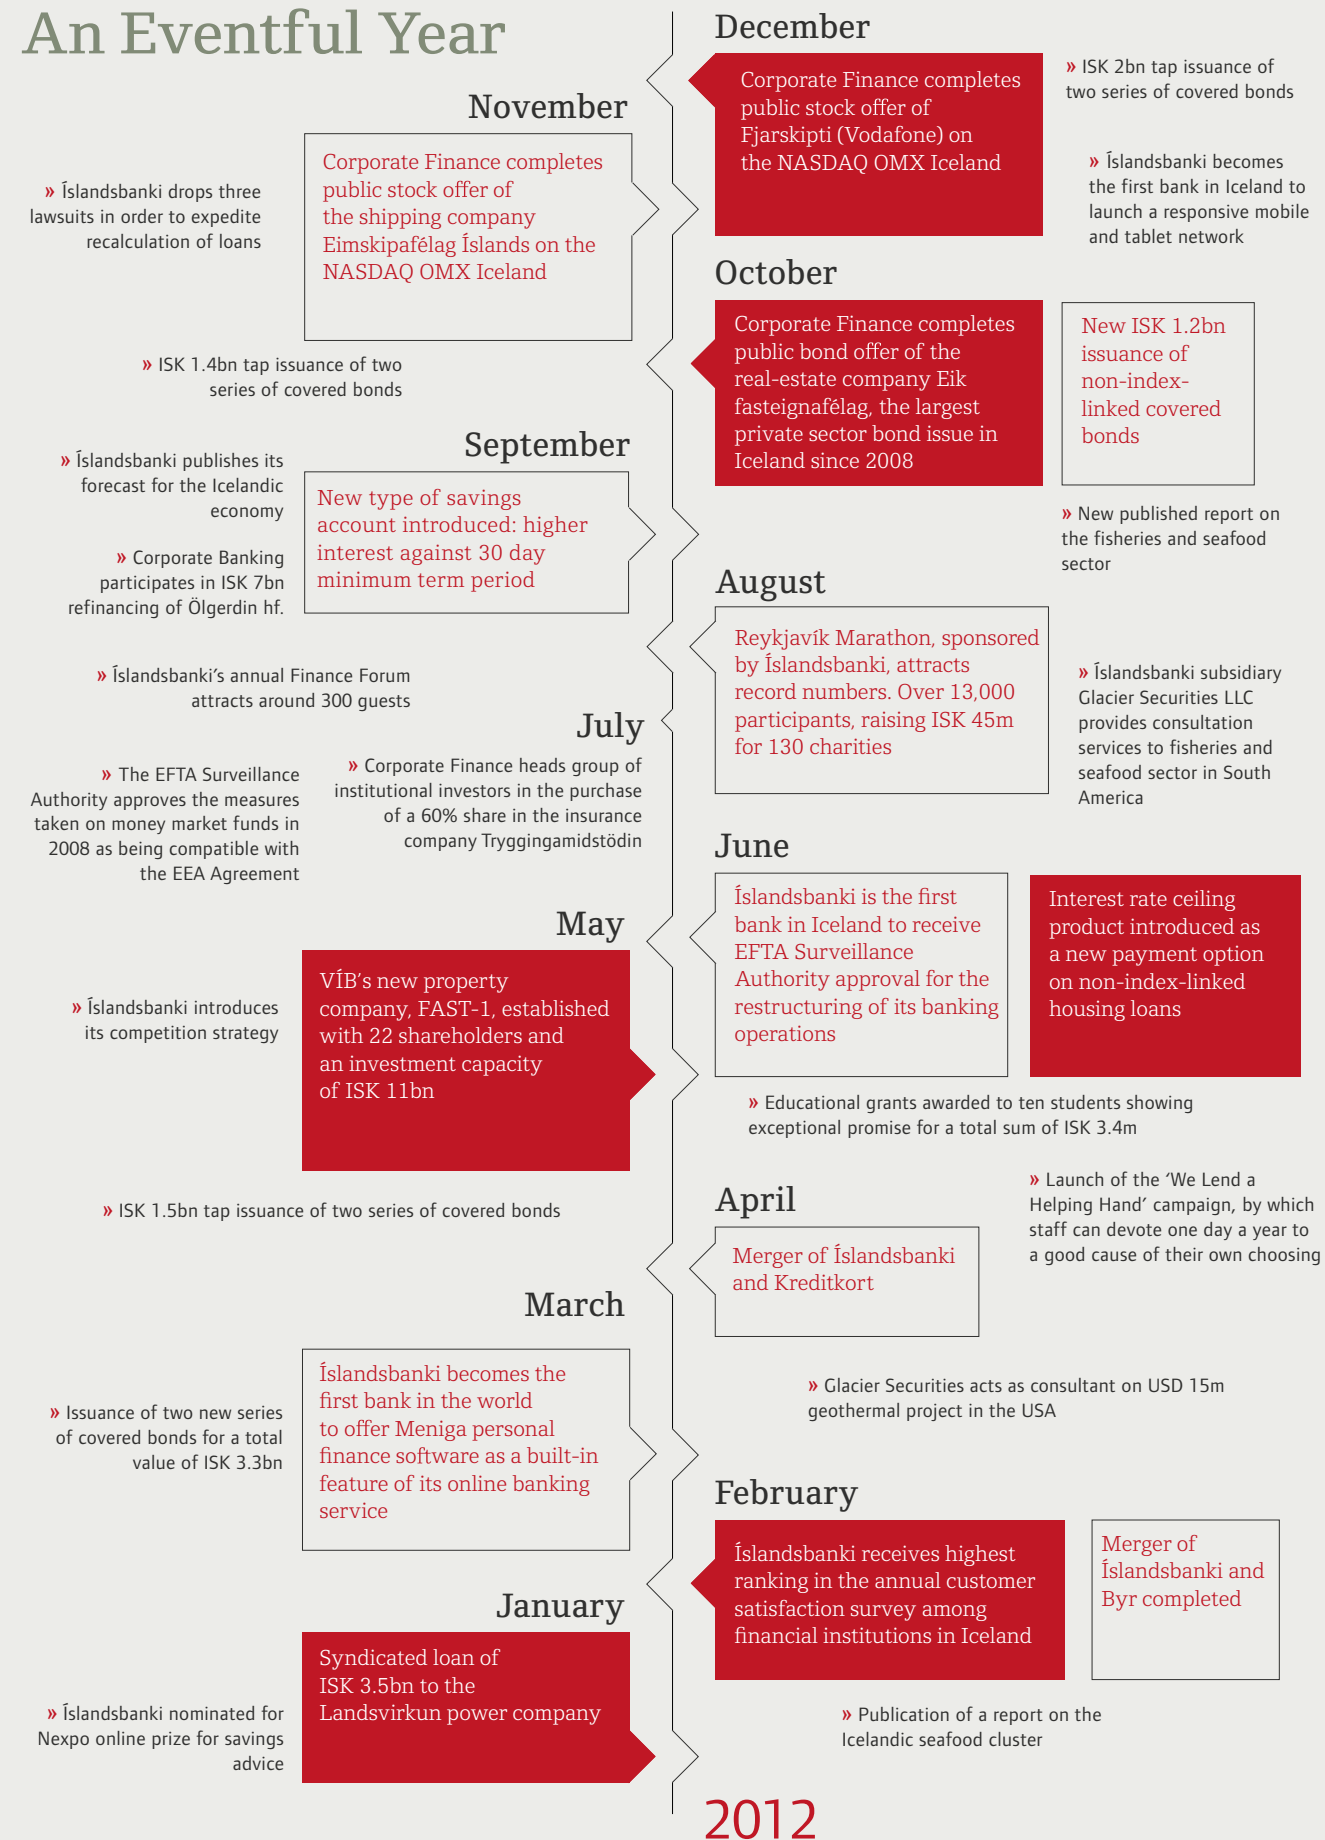 An Eventful Year
December
Corporate Finance completes
public stock offer of
Fjarskipti (Vodafone) on
the NASDAQ OMX Iceland
» ISK 2bn tap issuance of
two series of covered bonds
» Íslandsbanki becomes
the first bank in Iceland to
launch a responsive mobile
and tablet network
November
Corporate Finance completes
public stock offer of
the shipping company
Eimskipafélag Íslands on the
NASDAQ OMX Iceland
» Íslandsbanki drops three
lawsuits in order to expedite
recalculation of loans
» ISK 1.4bn tap issuance of two
series of covered bonds
October
Corporate Finance completes
public bond offer of the
real-estate company Eik
fasteignafélag, the largest
private sector bond issue in
Iceland since 2008
New ISK 1.2bn
issuance of
non-index-
linked covered
bonds
» New published report on
the fisheries and seafood
sector
September
» Íslandsbanki publishes its
forecast for the Icelandic
economy
New type of savings
account introduced: higher
interest against 30 day
minimum term period
» Corporate Banking
participates in ISK 7bn
refinancing of Ölgerdin hf.
» Íslandsbanki’s annual Finance Forum
attracts around 300 guests
August
Reykjavík Marathon, sponsored
by Íslandsbanki, attracts
record numbers. Over 13,000
participants, raising ISK 45m
for 130 charities
» Íslandsbanki subsidiary
Glacier Securities LLC
provides consultation
services to fisheries and
seafood sector in South
America
July
» The EFTA Surveillance
Authority approves the measures
taken on money market funds in
2008 as being compatible with
the EEA Agreement
» Corporate Finance heads group of
institutional investors in the purchase
of a 60% share in the insurance
company Tryggingamidstödin
June
Íslandsbanki is the first
bank in Iceland to receive
EFTA Surveillance
Authority approval for the
restructuring of its banking
operations
Interest rate ceiling
product introduced as
a new payment option
on non-index-linked
housing loans
» Educational grants awarded to ten students showing
exceptional promise for a total sum of ISK 3.4m
» Launch of the ‘We Lend a
Helping Hand’ campaign, by which
staff can devote one day a year to
a good cause of their own choosing
May
VÍB’s new property
company, FAST-1, established
with 22 shareholders and
an investment capacity
of ISK 11bn
» Íslandsbanki introduces
its competition strategy
» ISK 1.5bn tap issuance of two series of covered bonds
April
Merger of Íslandsbanki
and Kreditkort
» Glacier Securities acts as consultant on USD 15m
geothermal project in the USA
March
Íslandsbanki becomes the
first bank in the world
to offer Meniga personal
finance software as a built-in
feature of its online banking
service
» Issuance of two new series
of covered bonds for a total
value of ISK 3.3bn
February
Íslandsbanki receives highest
ranking in the annual customer
satisfaction survey among
financial institutions in Iceland
Merger of
Íslandsbanki and
Byr completed
» Publication of a report on the
Icelandic seafood cluster
January
Syndicated loan of
ISK 3.5bn to the
Landsvirkun power company
» Íslandsbanki nominated for
Nexpo online prize for savings
advice
2012